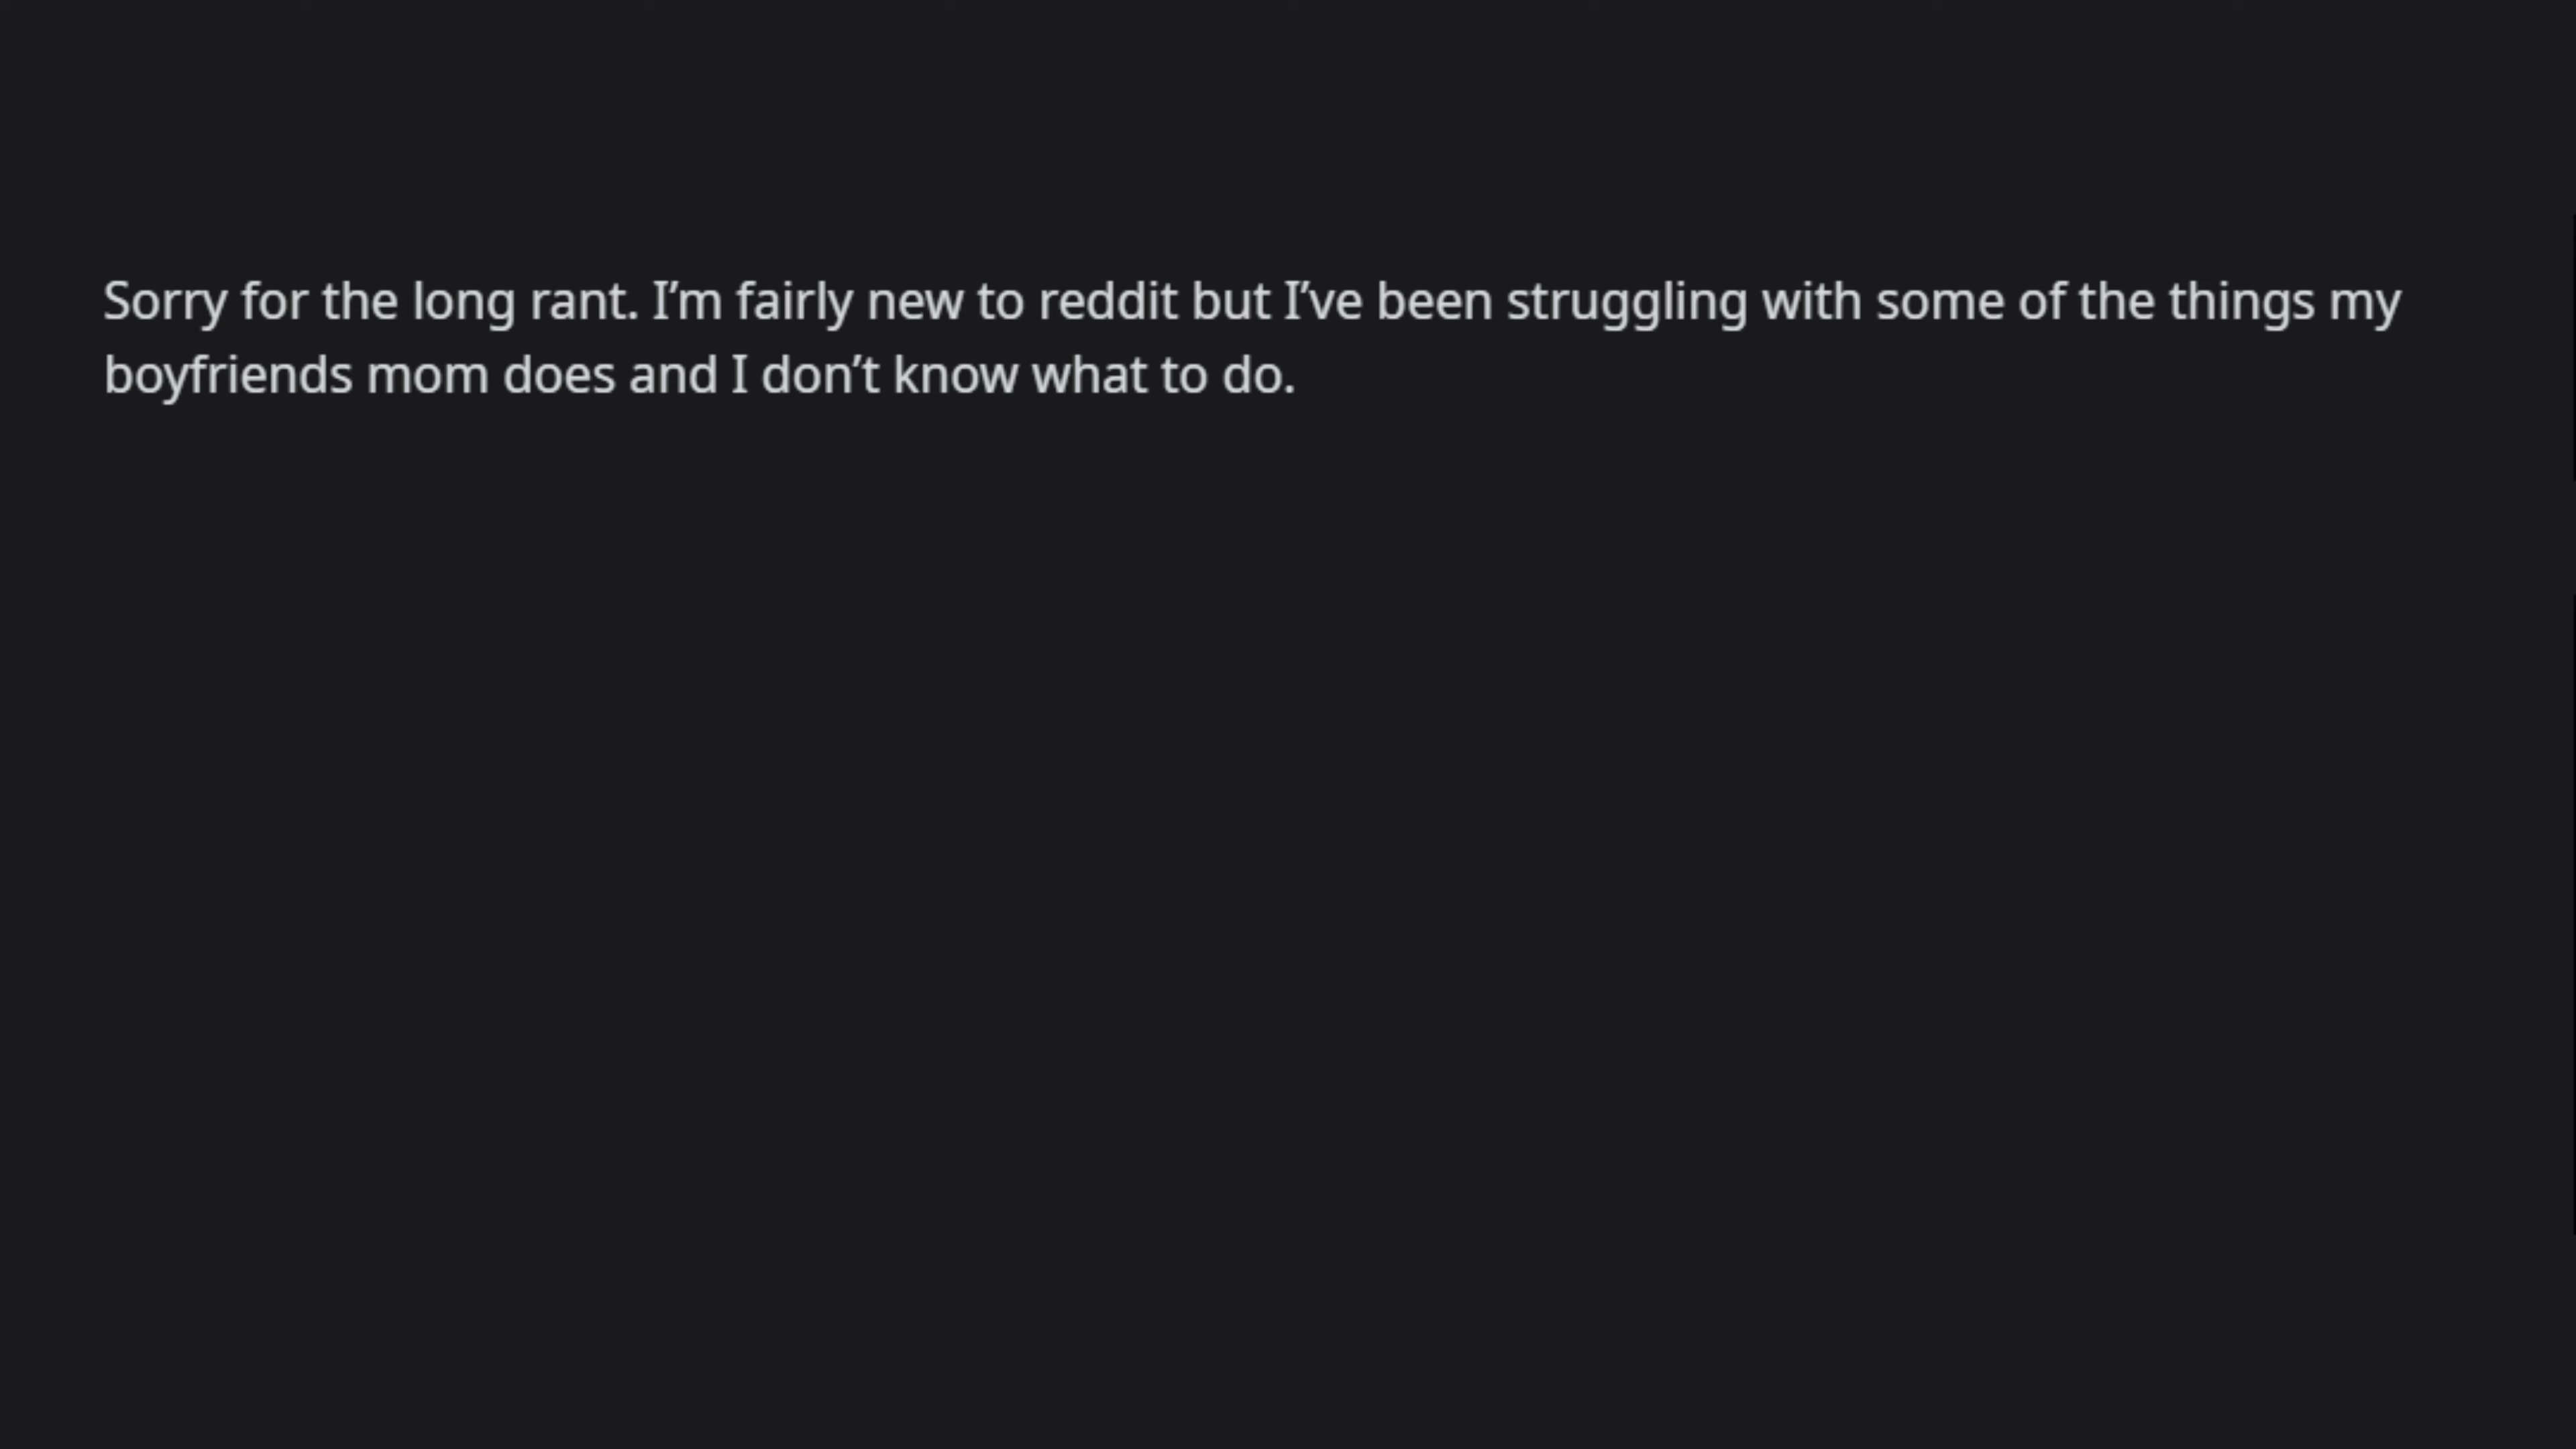 Sorry for the long rant. I’m fairly new to reddit but I’ve been struggling with some of the things my
boyfriends mom does and I don’t know what to do.